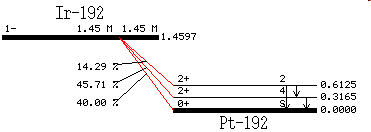 Ir-192
1- 1.45 M 1.45 M 1.4597
14.29 % 2+ 2 0.6125
45.71 % 2+ 4 0.3165
40.00 % 0+ S 0.0000
Pt-192